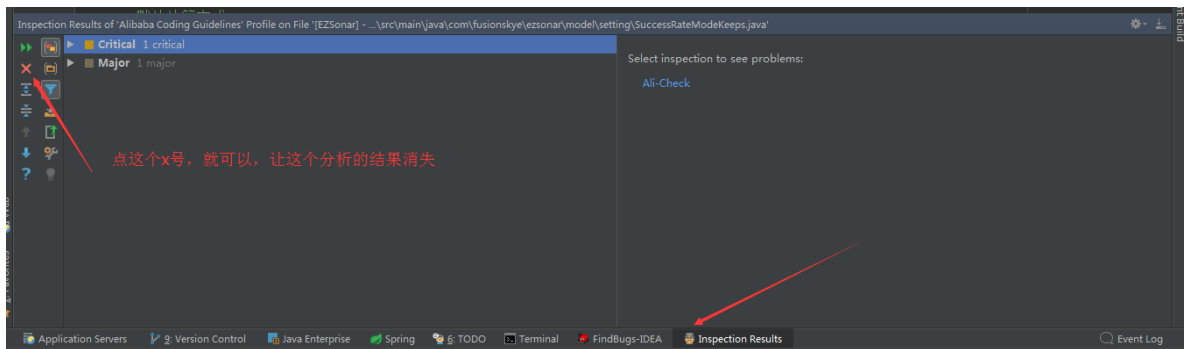 Inspection Results of 'Alibaba Coding Guidelines' Profile on File '[EZSonar] - ...\src\main\java\com\fusionskye\ezsonar\model\setting\SuccessRateModeKeeps.java'
Critical 1 critical
Major 1 major
Select inspection to see problems:
Ali-Check
点这个x号，就可以，让这个分析的结果消失
Application Servers
9: Version Control
Java Enterprise
Spring
6: TODO
Terminal
FindBugs-IDEA
Inspection Results
Event Log